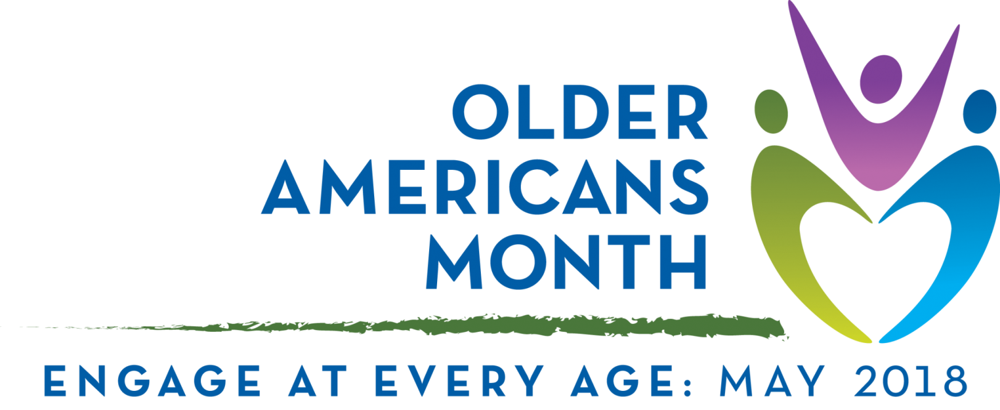 OLDER
AMERICANS
MONTH
ENGAGE AT EVERY AGE: MAY 2018